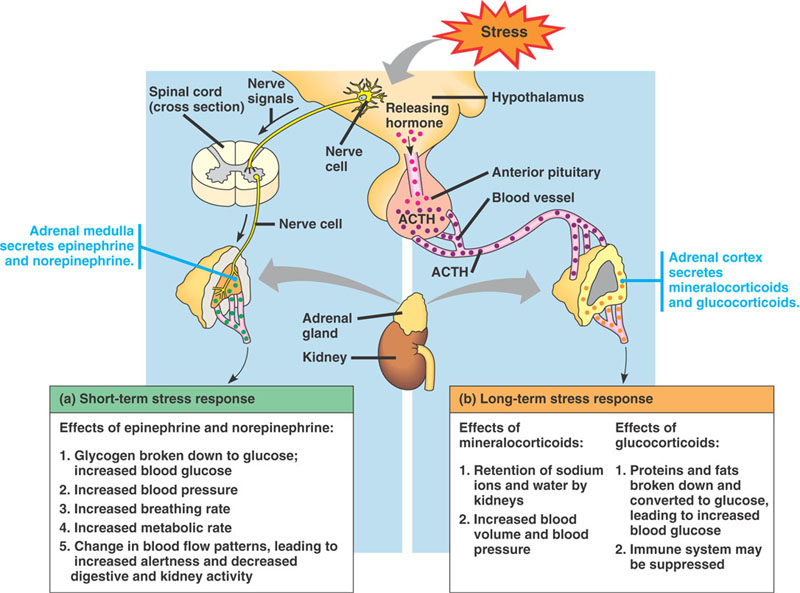 Stress
Spinal cord
(cross section)
Nerve
signals
Releasing
hormone
Hypothalamus
Nerve
cell
Anterior pituitary
Blood vessel
ACTH
Nerve cell
Adrenal medulla
secretes epinephrine
and norepinephrine.
ACTH
Adrenal cortex
secretes
mineralocorticoids
and glucocorticoids.
Adrenal
gland
Kidney
(a) Short-term stress response
Effects of epinephrine and norepinephrine:
1. Glycogen broken down to glucose;
increased blood glucose
2. Increased blood pressure
3. Increased breathing rate
4. Increased metabolic rate
5. Change in blood flow patterns, leading to
increased alertness and decreased
digestive and kidney activity
(b) Long-term stress response
Effects of
mineralocorticoids:
1. Retention of sodium
ions and water by
kidneys
2. Increased blood
volume and blood
pressure
Effects of
glucocorticoids:
1. Proteins and fats
broken down and
converted to glucose,
leading to increased
blood glucose
2. Immune system may
be suppressed